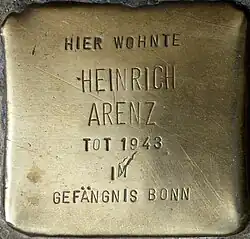 HIER WOHNTE
HEINRICH
ARENZ
TOT 1943
IM
GEFÄNGNIS BONN